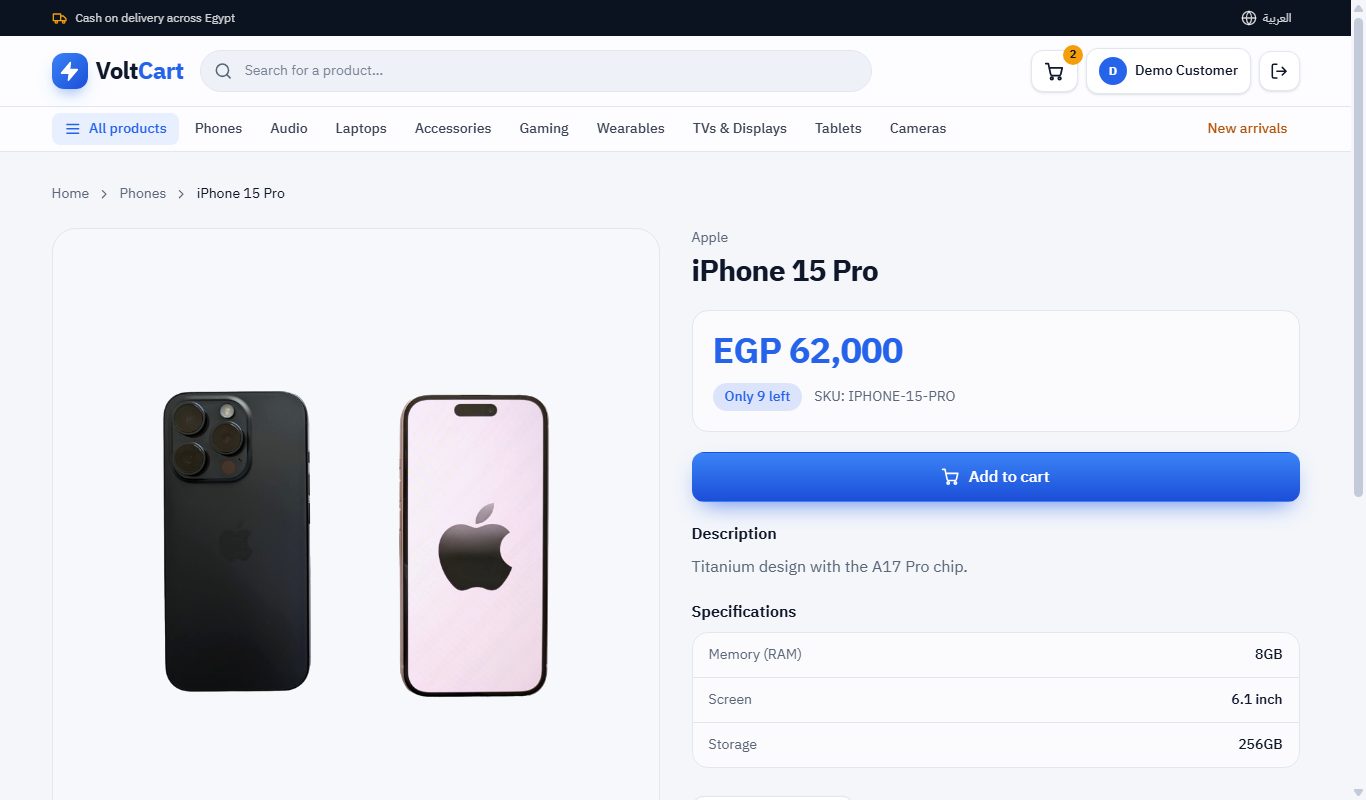 Cash on delivery across Egypt
العربية
VoltCart
Search for a product...
2
D
Demo Customer
All products
Phones
Audio
Laptops
Accessories
Gaming
Wearables
TVs & Displays
Tablets
Cameras
New arrivals
Home
Phones
iPhone 15 Pro
Apple
iPhone 15 Pro
EGP 62,000
Only 9 left
SKU: IPHONE-15-PRO
Add to cart
Description
Titanium design with the A17 Pro chip.
Specifications
Memory (RAM)
8GB
Screen
6.1 inch
Storage
256GB